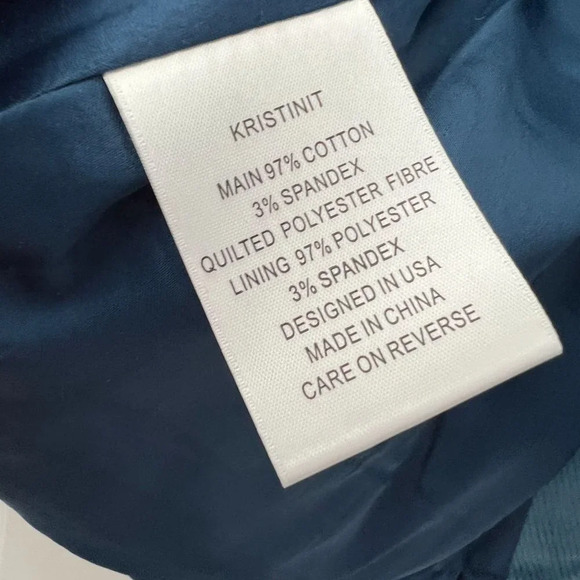 KRISTINIT
MAIN 97% COTTON
3% SPANDEX
QUILTED POLYESTER FIBRE
LINING 97% POLYESTER
3% SPANDEX
DESIGNED IN USA
MADE IN CHINA
CARE ON REVERSE